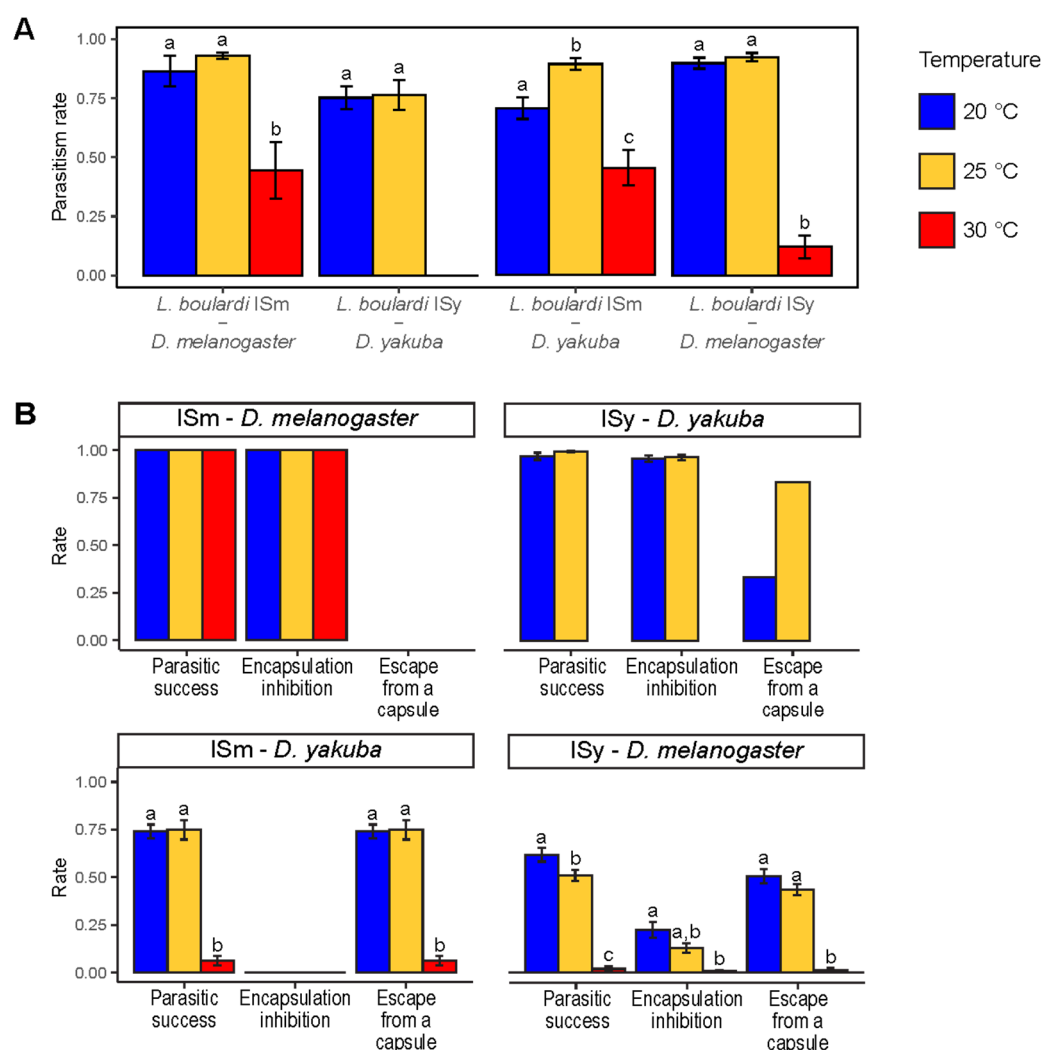 A
Parasitism rate
1.00
0.75
0.50
0.25
0.00
a
a
b
a
a
a
b
c
a
a
b
L. boulardi ISm
–
D. melanogaster
L. boulardi ISy
–
D. yakuba
L. boulardi ISm
–
D. yakuba
L. boulardi ISy
–
D. melanogaster
Temperature
20 °C
25 °C
30 °C
B
ISm - D. melanogaster
Rate
1.00
0.75
0.50
0.25
0.00
Parasitic
success
Encapsulation
inhibition
Escape
from a
capsule
ISy - D. yakuba
Parasitic
success
Encapsulation
inhibition
Escape
from a
capsule
ISm - D. yakuba
Rate
1.00
0.75
0.50
0.25
0.00
a
a
b
a
a
b
Parasitic
success
Encapsulation
inhibition
Escape
from a
capsule
ISy - D. melanogaster
a
b
c
a
a,b
b
a
a
b
Parasitic
success
Encapsulation
inhibition
Escape
from a
capsule